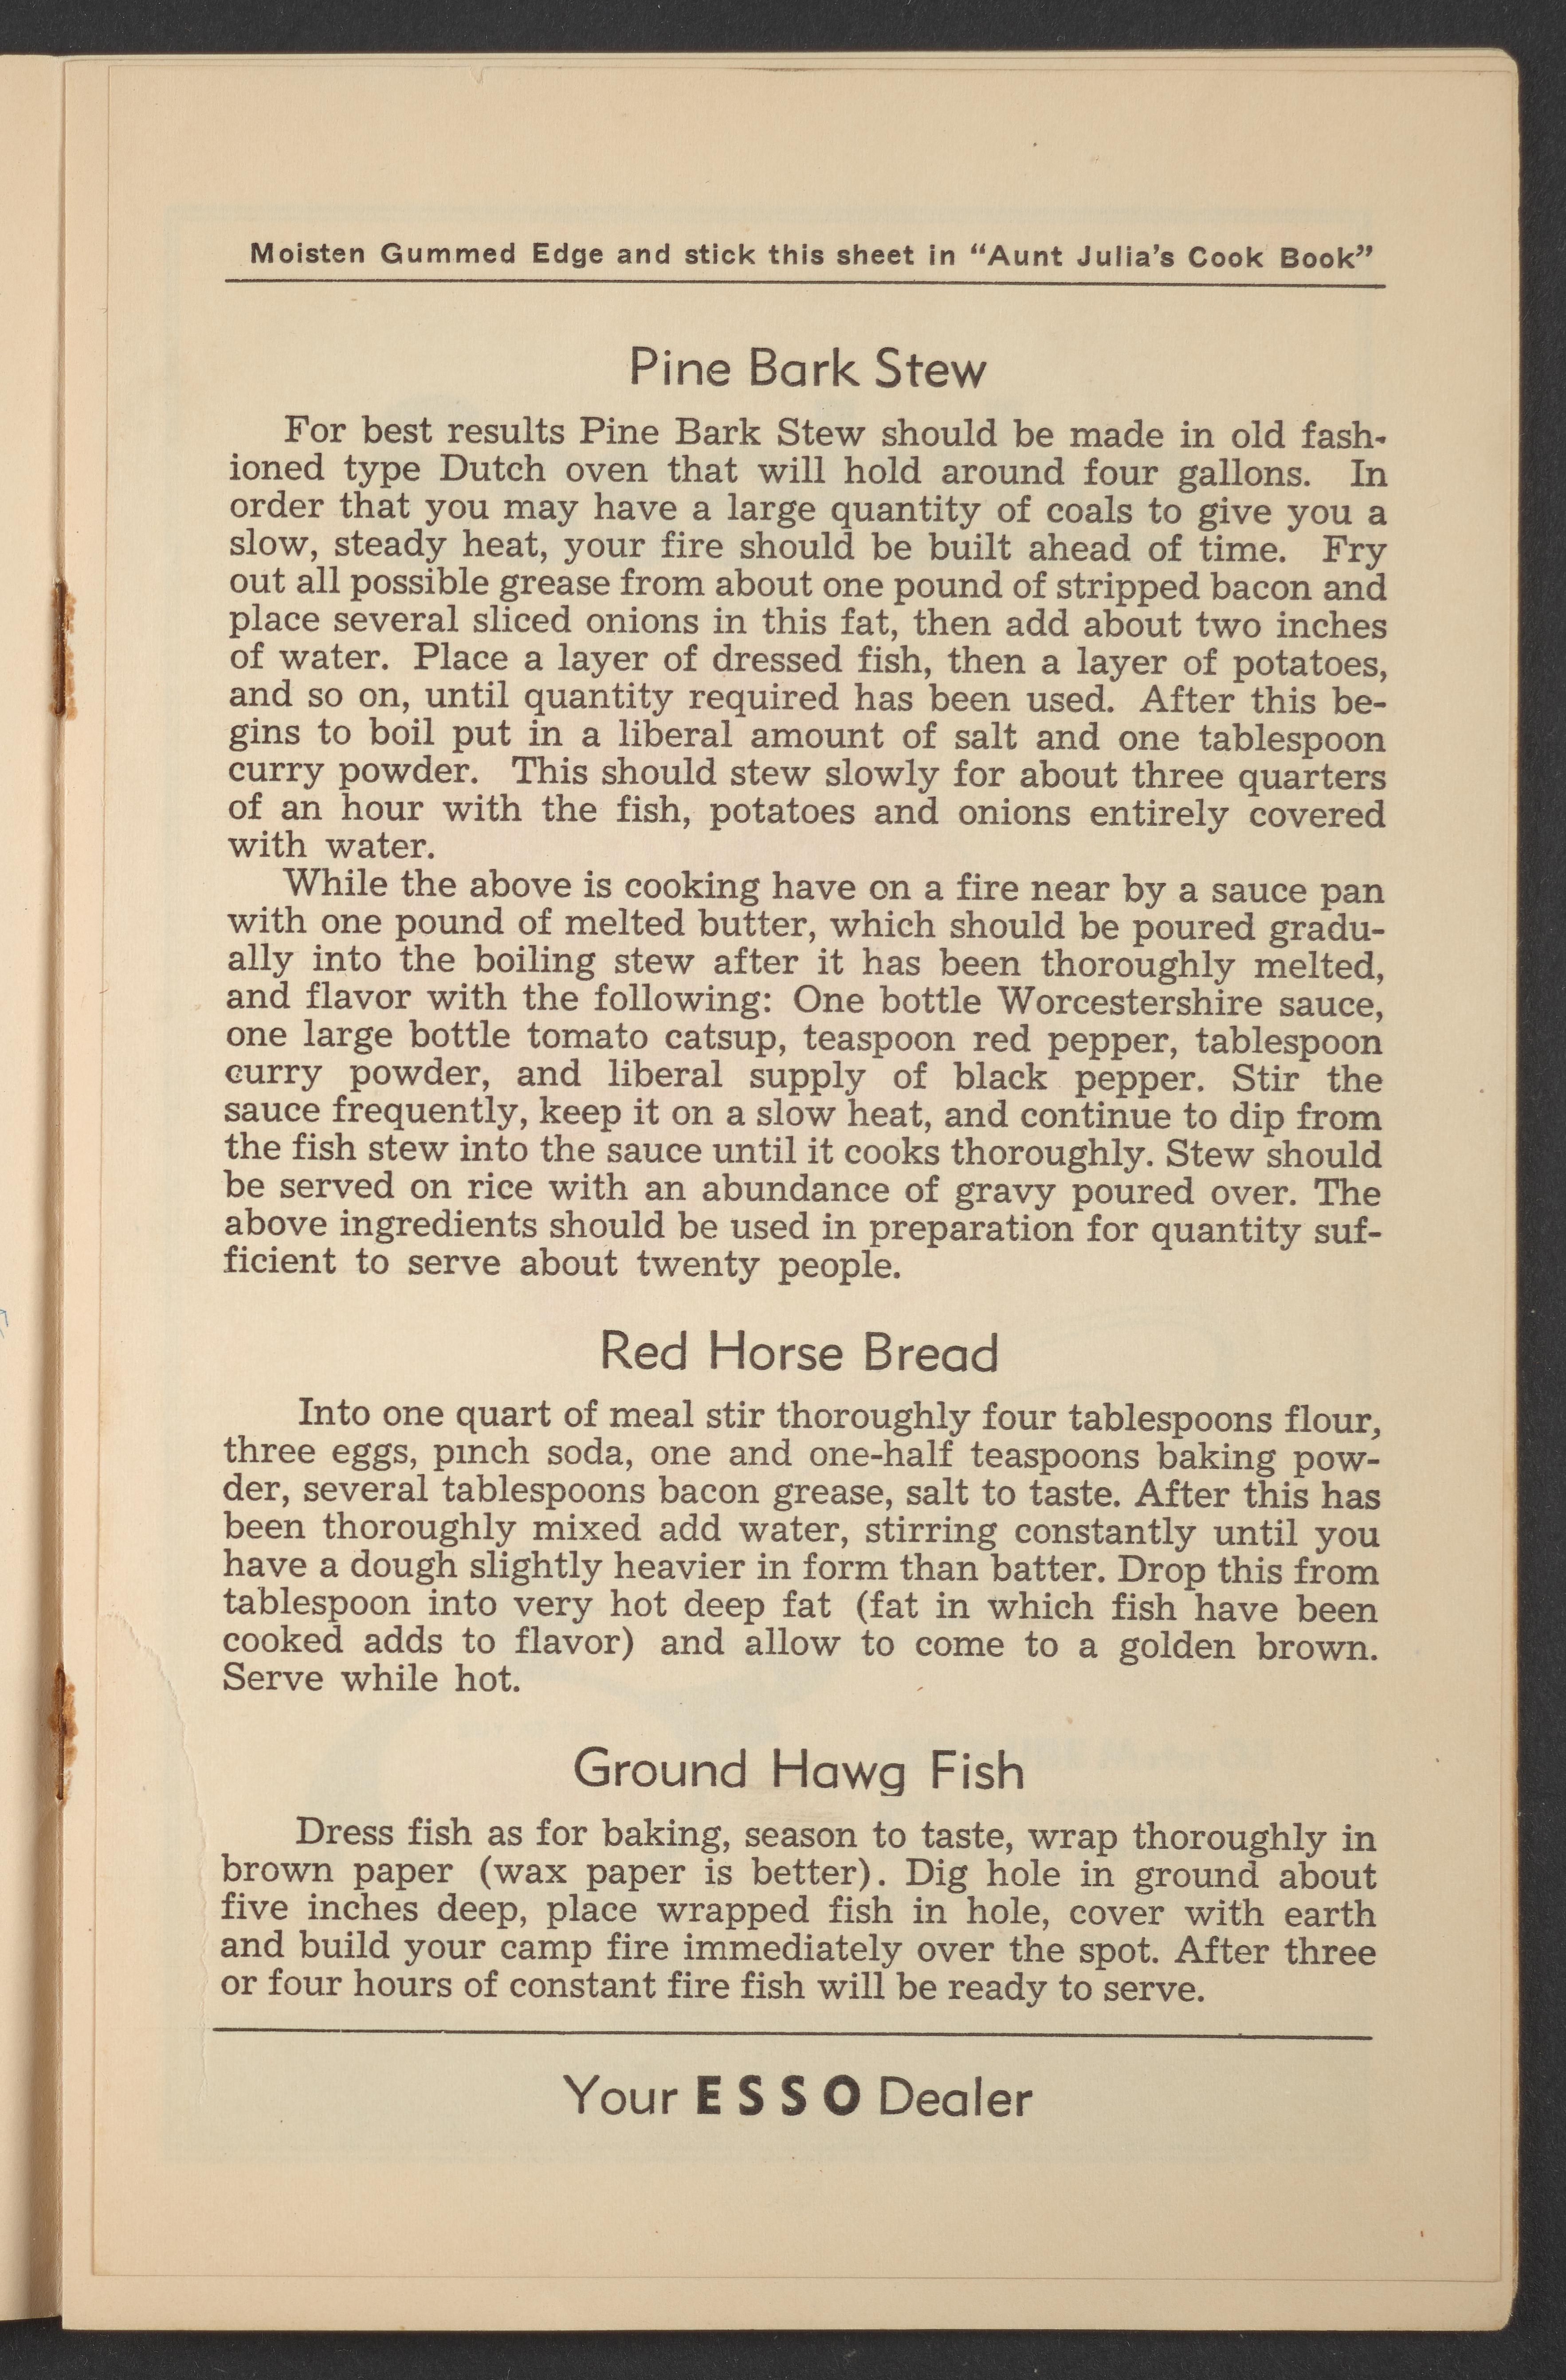 Moisten Gummed Edge and stick this sheet in “Aunt Julia’s Cook Book”
Pine Bark Stew
For best results Pine Bark Stew should be made in old fash-
ioned type Dutch oven that will hold around four gallons. In
order that you may have a large quantity of coals to give you a
slow, steady heat, your fire should be built ahead of time. Fry
out all possible grease from about one pound of stripped bacon and
place several sliced onions in this fat, then add about two inches
of water. Place a layer of dressed fish, then a layer of potatoes,
and so on, until quantity required has been used. After this be-
gins to boil put in a liberal amount of salt and one tablespoon
curry powder. This should stew slowly for about three quarters
of an hour with the fish, potatoes and onions entirely covered
with water.
While the above is cooking have on a fire near by a sauce pan
with one pound of melted butter, which should be poured gradu-
ally into the boiling stew after it has been thoroughly melted,
and flavor with the following: One bottle Worcestershire sauce,
one large bottle tomato catsup, teaspoon red pepper, tablespoon
curry powder, and liberal supply of black pepper. Stir the
sauce frequently, keep it on a slow heat, and continue to dip from
the fish stew into the sauce until it cooks thoroughly. Stew should
be served on rice with an abundance of gravy poured over. The
above ingredients should be used in preparation for quantity suf-
ficient to serve about twenty people.
Red Horse Bread
Into one quart of meal stir thoroughly four tablespoons flour,
three eggs, pinch soda, one and one-half teaspoons baking pow-
der, several tablespoons bacon grease, salt to taste. After this has
been thoroughly mixed add water, stirring constantly until you
have a dough slightly heavier in form than batter. Drop this from
tablespoon into very hot deep fat (fat in which fish have been
cooked adds to flavor) and allow to come to a golden brown.
Serve while hot.
Ground Hawg Fish
Dress fish as for baking, season to taste, wrap thoroughly in
brown paper (wax paper is better). Dig hole in ground about
five inches deep, place wrapped fish in hole, cover with earth
and build your camp fire immediately over the spot. After three
or four hours of constant fire fish will be ready to serve.
Your ESSO Dealer